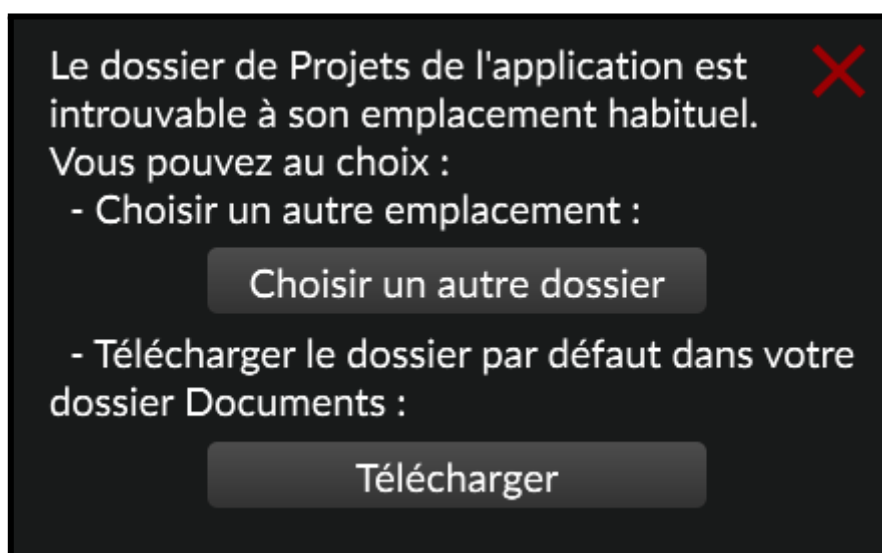 Le dossier de Projets de l'application est
introuvable à son emplacement habituel.
Vous pouvez au choix :
- Choisir un autre emplacement :
Choisir un autre dossier
- Télécharger le dossier par défaut dans votre
dossier Documents :
Télécharger